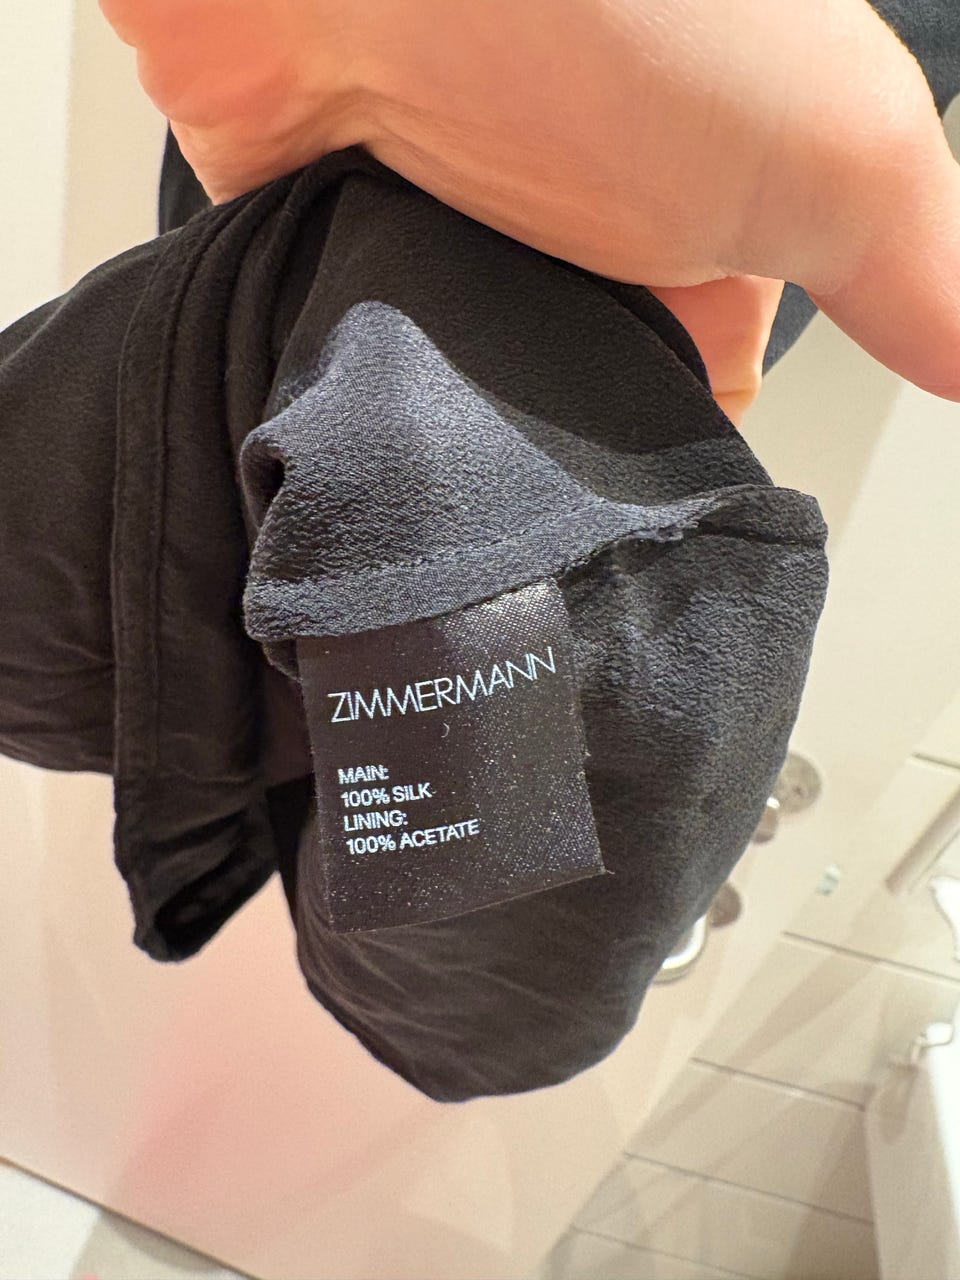 ZIMMERMANN
MAIN:
100% SILK
LINING:
100% ACETATE